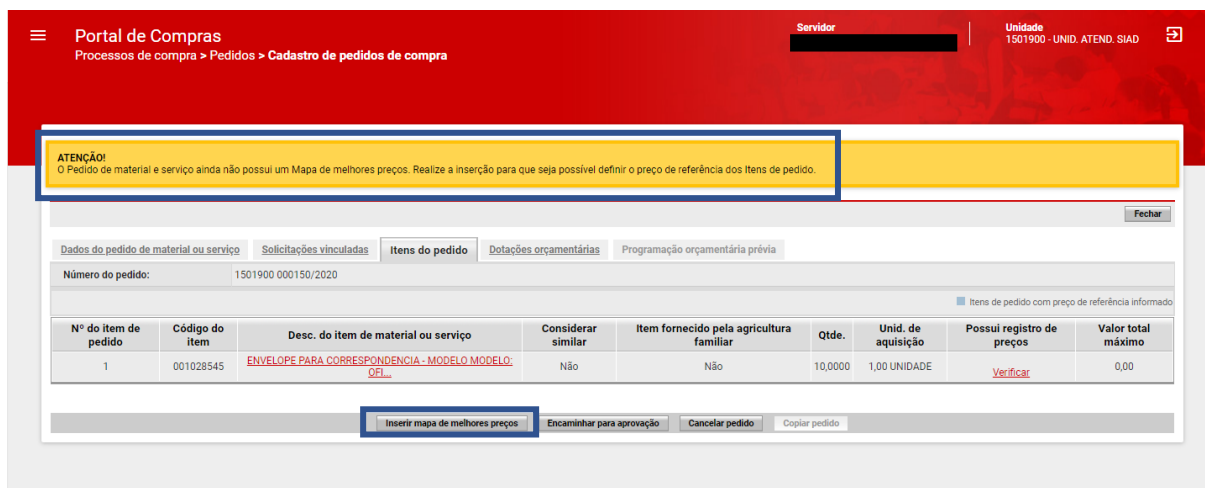 Portal de Compras
Processos de compra > Pedidos > Cadastro de pedidos de compra
Servidor
Unidade
1501900 - UNID. ATEND. SIAD
ATENÇÃO!
O Pedido de material e serviço ainda não possui um Mapa de melhores preços. Realize a inserção para que seja possível definir o preço de referência dos Itens de pedido.
Fechar
Dados do pedido de material ou serviço Solicitações vinculadas Itens do pedido Dotações orçamentárias Programação orçamentária prévia
Número do pedido: 1501900 000150/2020
Itens de pedido com preço de referência informado
Nº do item de pedido Código do item Desc. do item de material ou serviço Considerar similar Item fornecido pela agricultura familiar Qtde. Unid. de aquisição Possui registro de preços Valor total máximo
1 001028545 ENVELOPE PARA CORRESPONDENCIA - MODELO MODELO: OFI... Não Não 10,0000 1,00 UNIDADE Verificar 0,00
Inserir mapa de melhores preços Encaminhar para aprovação Cancelar pedido Copiar pedido